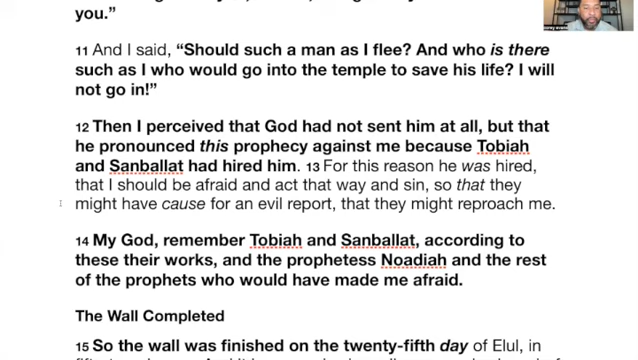 you.”
11 And I said, “Should such a man as I flee? And who is there
such as I who would go into the temple to save his life? I will
not go in!”
12 Then I perceived that God had not sent him at all, but that
he pronounced this prophecy against me because Tobiah
and Sanballat had hired him. 13 For this reason he was hired,
that I should be afraid and act that way and sin, so that they
might have cause for an evil report, that they might reproach me.
14 My God, remember Tobiah and Sanballat, according to
these their works, and the prophetess Noadiah and the rest
of the prophets who would have made me afraid.
The Wall Completed
15 So the wall was finished on the twenty-fifth day of Elul, in